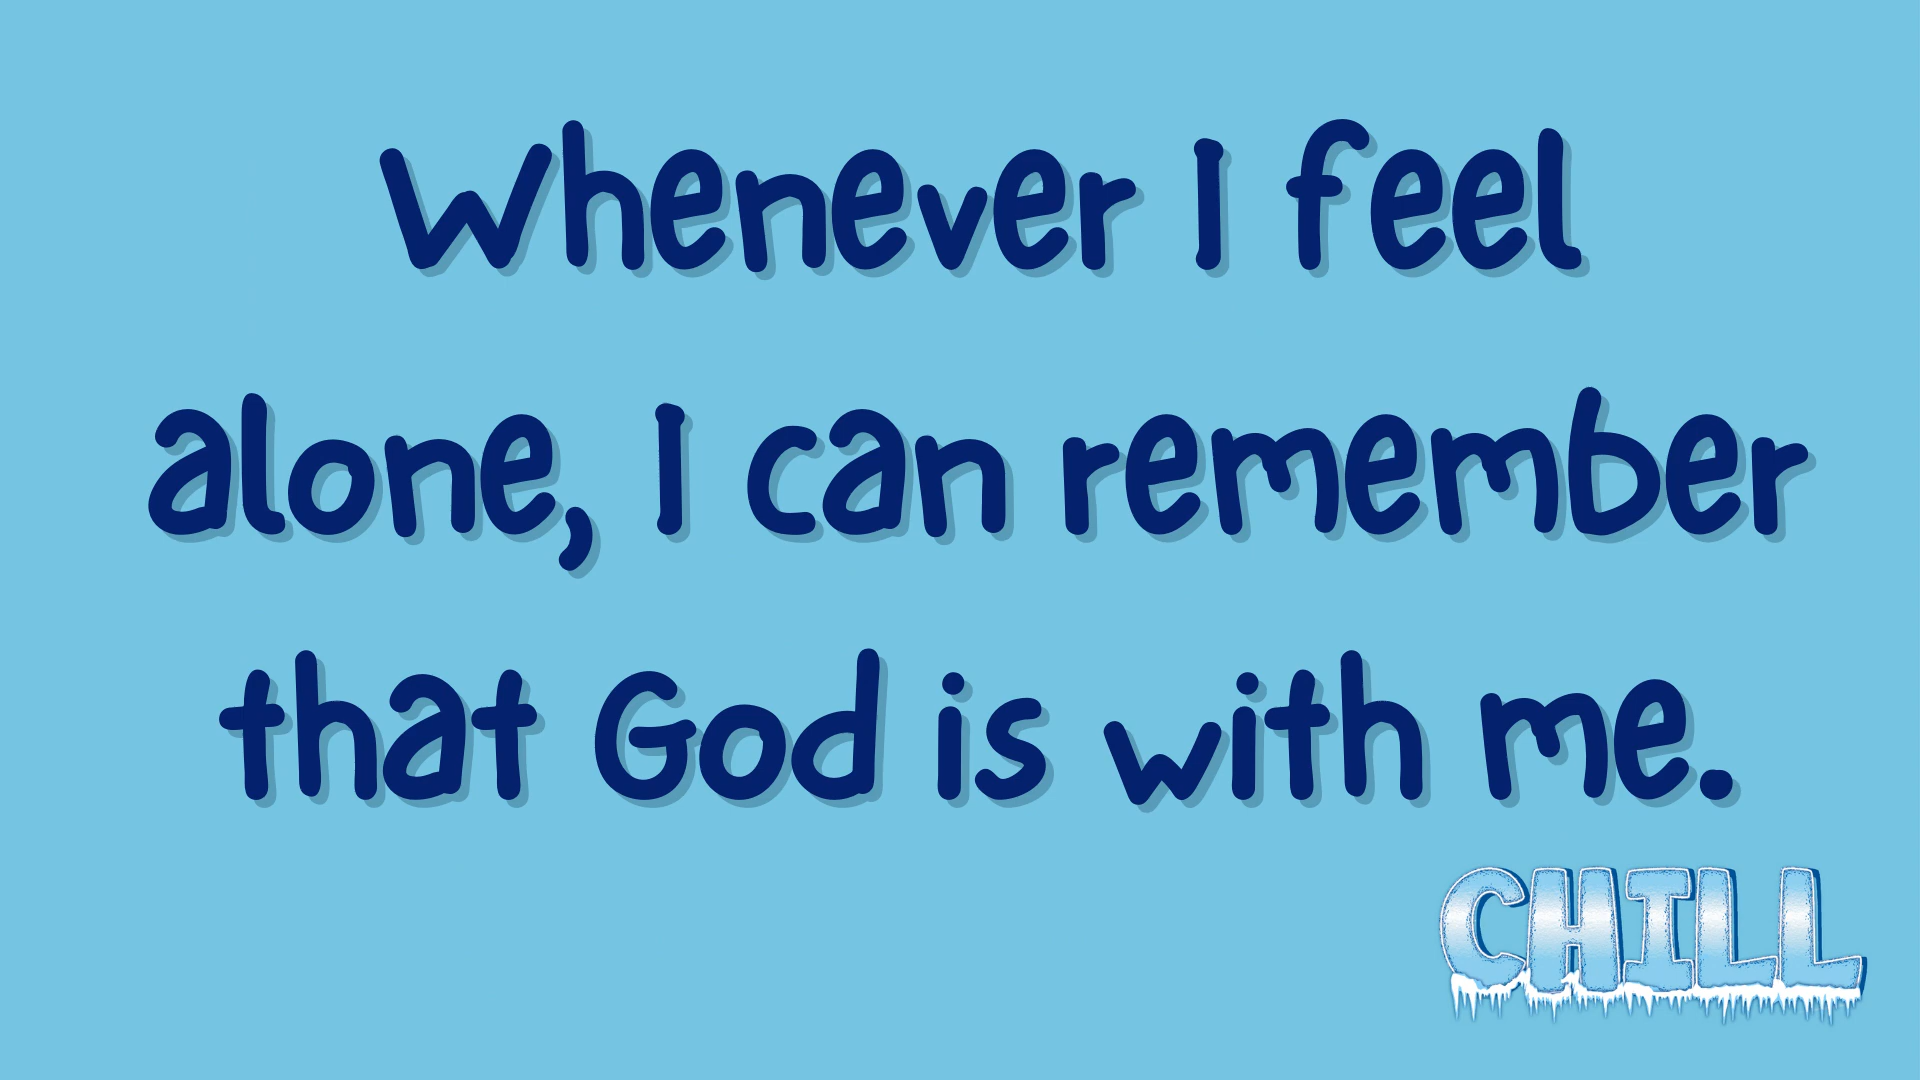 Whenever I feel
alone, I can remember
that God is with me.
CHILL